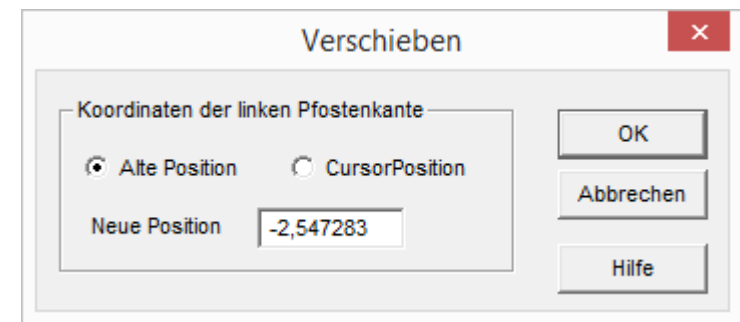 Verschieben
Koordinaten der linken Pfostenkante
Alte Position CursorPosition
Neue Position -2,547283
OK
Abbrechen
Hilfe